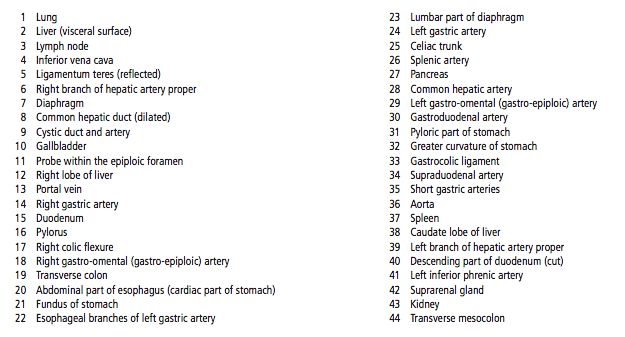 1 Lung
2 Liver (visceral surface)
3 Lymph node
4 Inferior vena cava
5 Ligamentum teres (reflected)
6 Right branch of hepatic artery proper
7 Diaphragm
8 Common hepatic duct (dilated)
9 Cystic duct and artery
10 Gallbladder
11 Probe within the epiploic foramen
12 Right lobe of liver
13 Portal vein
14 Right gastric artery
15 Duodenum
16 Pylorus
17 Right colic flexure
18 Right gastro-omental (gastro-epiploic) artery
19 Transverse colon
20 Abdominal part of esophagus (cardiac part of stomach)
21 Fundus of stomach
22 Esophageal branches of left gastric artery
23 Lumbar part of diaphragm
24 Left gastric artery
25 Celiac trunk
26 Splenic artery
27 Pancreas
28 Common hepatic artery
29 Left gastro-omental (gastro-epiploic) artery
30 Gastroduodenal artery
31 Pyloric part of stomach
32 Greater curvature of stomach
33 Gastrocolic ligament
34 Supraduodenal artery
35 Short gastric arteries
36 Aorta
37 Spleen
38 Caudate lobe of liver
39 Left branch of hepatic artery proper
40 Descending part of duodenum (cut)
41 Left inferior phrenic artery
42 Suprarenal gland
43 Kidney
44 Transverse mesocolon